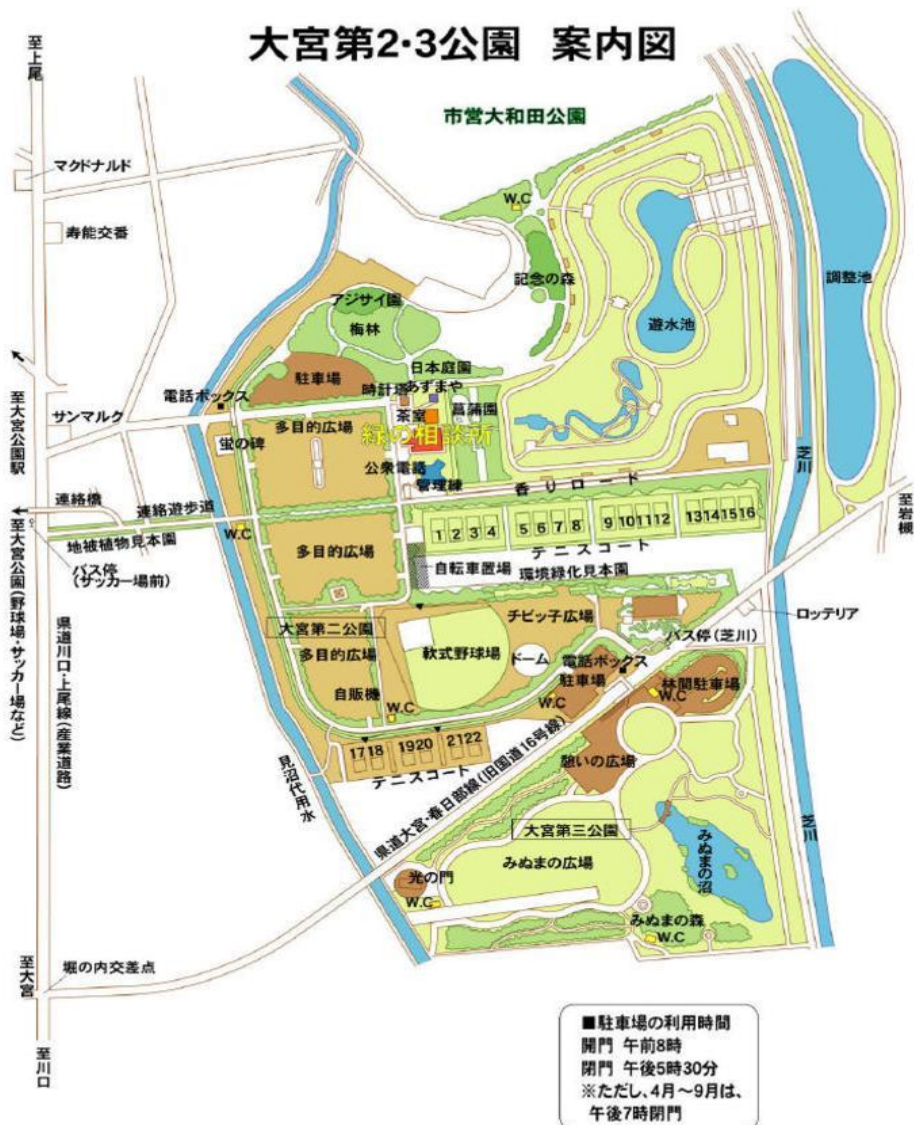 大宮第2・3公園 案内図
至上尾
市営大和田公園
マクドナルド
W.C
寿能交番
記念の森
調整池
アジサイ園
梅林
遊水池
日本庭園
駐車場
時計塔
あずまや
電話ボックス
茶室
菖蒲園
至大宮公園駅
サンマルク
多目的広場
緑の相談所
蛍の碑
公衆電話
管理棟
香りロード
芝川
連絡橋
連絡遊歩道
至岩槻
地被植物見本園
W.C
1 2 3 4 5 6 7 8 9 10 11 12 13 14 15 16
テニスコート
バス停
(サッカー場前)
多目的広場
自転車置場
環境緑化見本園
至大宮公園(野球場・サッカー場など)
県道川口・上尾線(産業道路)
チビッ子広場
ロッテリア
大宮第二公園
バス停(芝川)
多目的広場
軟式野球場
ドーム
電話ボックス
駐車場
林間駐車場
自販機
W.C
W.C
W.C
17 18 19 20 21 22
テニスコート
憩いの広場
見沼代用水
県道大宮・春日部線(旧国道16号線)
大宮第三公園
芝川
みぬまの広場
みぬまの沼
光の門
W.C
みぬまの森
W.C
至大宮
堀の内交差点
至川口
■駐車場の利用時間
開門 午前8時
閉門 午後5時30分
※ただし、4月～9月は、
午後7時閉門